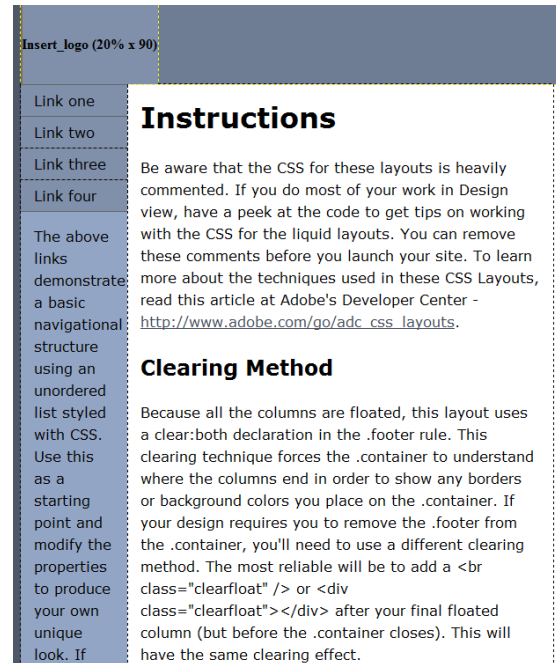 Insert_logo (20% x 90)
Link one
Link two
Link three
Link four
The above
links
demonstrate
a basic
navigational
structure
using an
unordered
list styled
with CSS.
Use this
as a
starting
point and
modify the
properties
to produce
your own
unique
look. If
Instructions
Be aware that the CSS for these layouts is heavily
commented. If you do most of your work in Design
view, have a peek at the code to get tips on working
with the CSS for the liquid layouts. You can remove
these comments before you launch your site. To learn
more about the techniques used in these CSS Layouts,
read this article at Adobe's Developer Center -
http://www.adobe.com/go/adc_css_layouts.
Clearing Method
Because all the columns are floated, this layout uses
a clear:both declaration in the .footer rule. This
clearing technique forces the .container to understand
where the columns end in order to show any borders
or background colors you place on the .container. If
your design requires you to remove the .footer from
the .container, you'll need to use a different clearing
method. The most reliable will be to add a <br
class="clearfloat" /> or <div
class="clearfloat"></div> after your final floated
column (but before the .container closes). This will
have the same clearing effect.